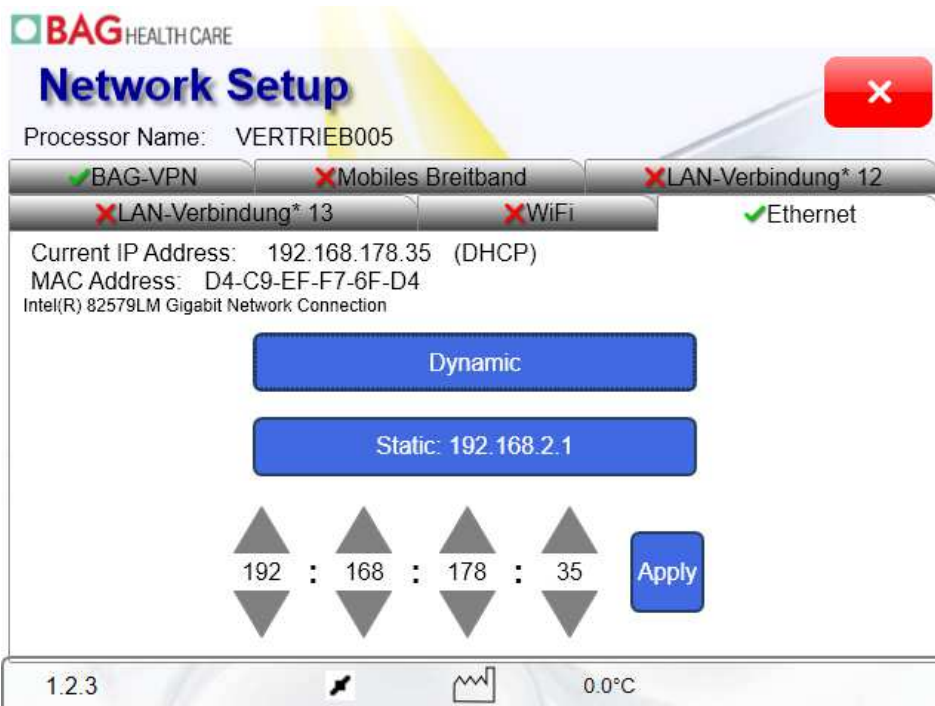 BAG HEALTH CARE
Network Setup
Processor Name: VERTRIEB005
BAG-VPN Mobiles Breitband LAN-Verbindung* 12
LAN-Verbindung* 13 WiFi Ethernet
Current IP Address: 192.168.178.35 (DHCP)
MAC Address: D4-C9-EF-F7-6F-D4
Intel(R) 82579LM Gigabit Network Connection
Dynamic
Static: 192.168.2.1
192 : 168 : 178 : 35 Apply
1.2.3 0.0°C